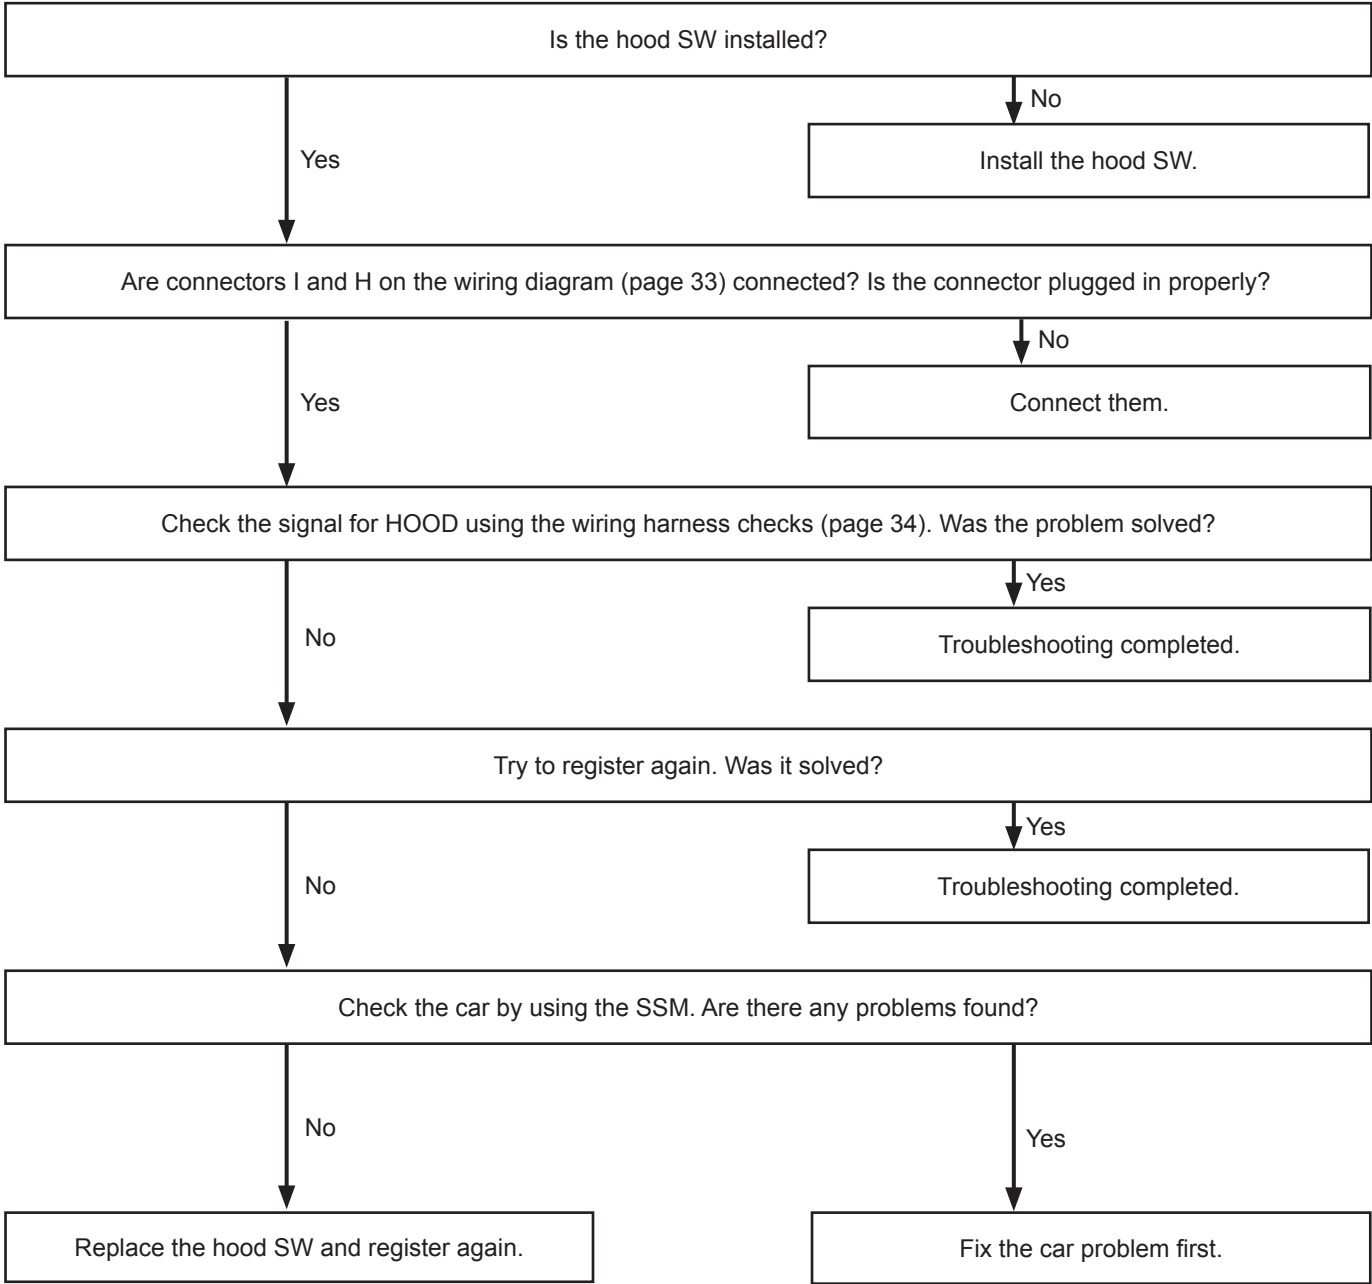 Is the hood SW installed?
No
Yes
Install the hood SW.
Are connectors I and H on the wiring diagram (page 33) connected? Is the connector plugged in properly?
No
Yes
Connect them.
Check the signal for HOOD using the wiring harness checks (page 34). Was the problem solved?
Yes
No
Troubleshooting completed.
Try to register again. Was it solved?
Yes
No
Troubleshooting completed.
Check the car by using the SSM. Are there any problems found?
No
Yes
Replace the hood SW and register again.
Fix the car problem first.